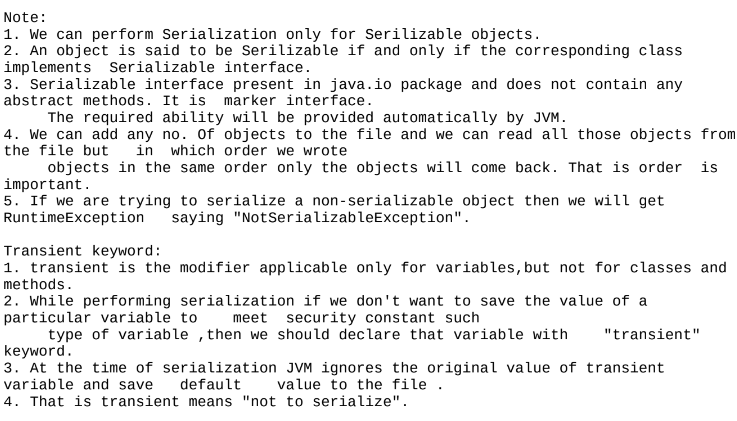 Note:
1. We can perform Serialization only for Serilizable objects.
2. An object is said to be Serilizable if and only if the corresponding class
implements  Serializable interface.
3. Serializable interface present in java.io package and does not contain any
abstract methods. It is  marker interface.
     The required ability will be provided automatically by JVM.
4. We can add any no. Of objects to the file and we can read all those objects from
the file but   in  which order we wrote
     objects in the same order only the objects will come back. That is order  is
important.
5. If we are trying to serialize a non-serializable object then we will get
RuntimeException   saying "NotSerializableException".

Transient keyword:
1. transient is the modifier applicable only for variables,but not for classes and
methods.
2. While performing serialization if we don't want to save the value of a
particular variable to    meet  security constant such
     type of variable ,then we should declare that variable with    "transient"
keyword.
3. At the time of serialization JVM ignores the original value of transient
variable and save   default    value to the file .
4. That is transient means "not to serialize".